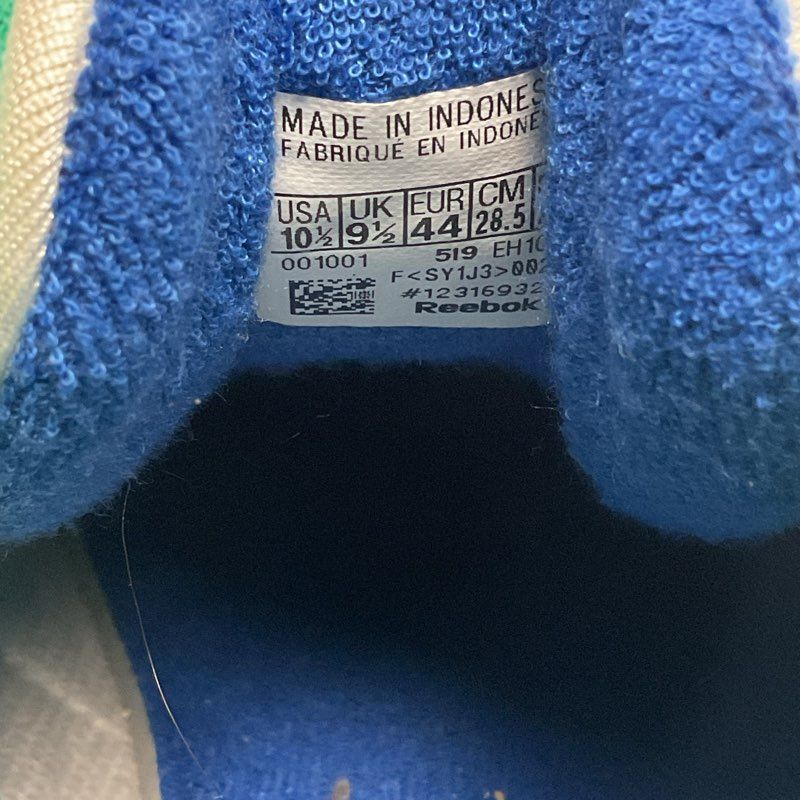 MADE IN INDONES
FABRIQUÉ EN INDONE
USA UK EUR CM
10½ 9½ 44 28.5
001001 519 EH10
F<SY1J3>002
#12316932
Reebok